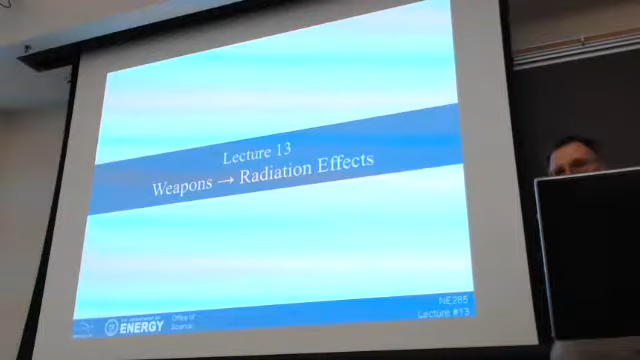 Lecture 13
Weapons → Radiation Effects
ENERGY
Office of
Science
NE285
Lecture #13